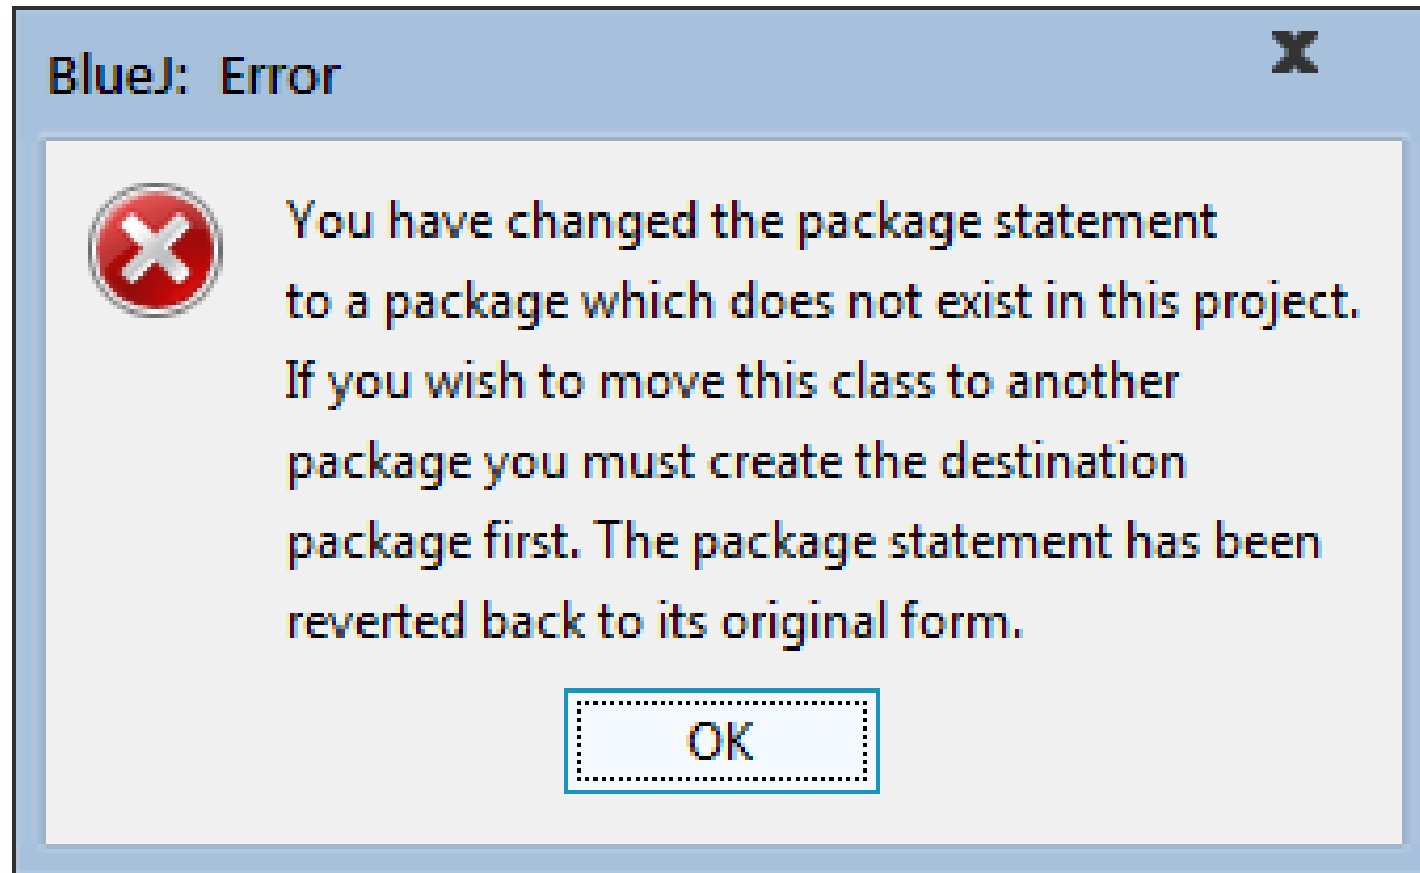 BlueJ: Error
You have changed the package statement
to a package which does not exist in this project.
If you wish to move this class to another
package you must create the destination
package first. The package statement has been
reverted back to its original form.
OK